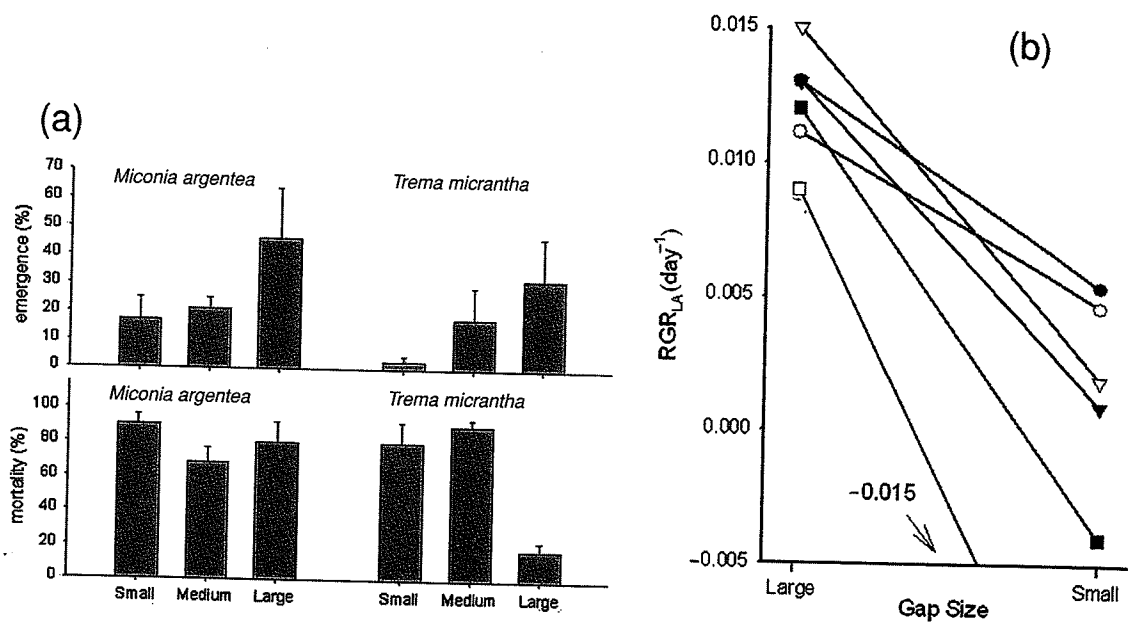 (a)
70
60
50
40
30
20
10
0
emergence (%)
Miconia argentea
Trema micrantha
100
80
60
40
20
0
mortality (%)
Miconia argentea
Trema micrantha
Small
Medium
Large
Small
Medium
Large
(b)
0.015
0.010
0.005
0.000
-0.005
RGR_LA (day⁻¹)
-0.015
Large
Small
Gap Size